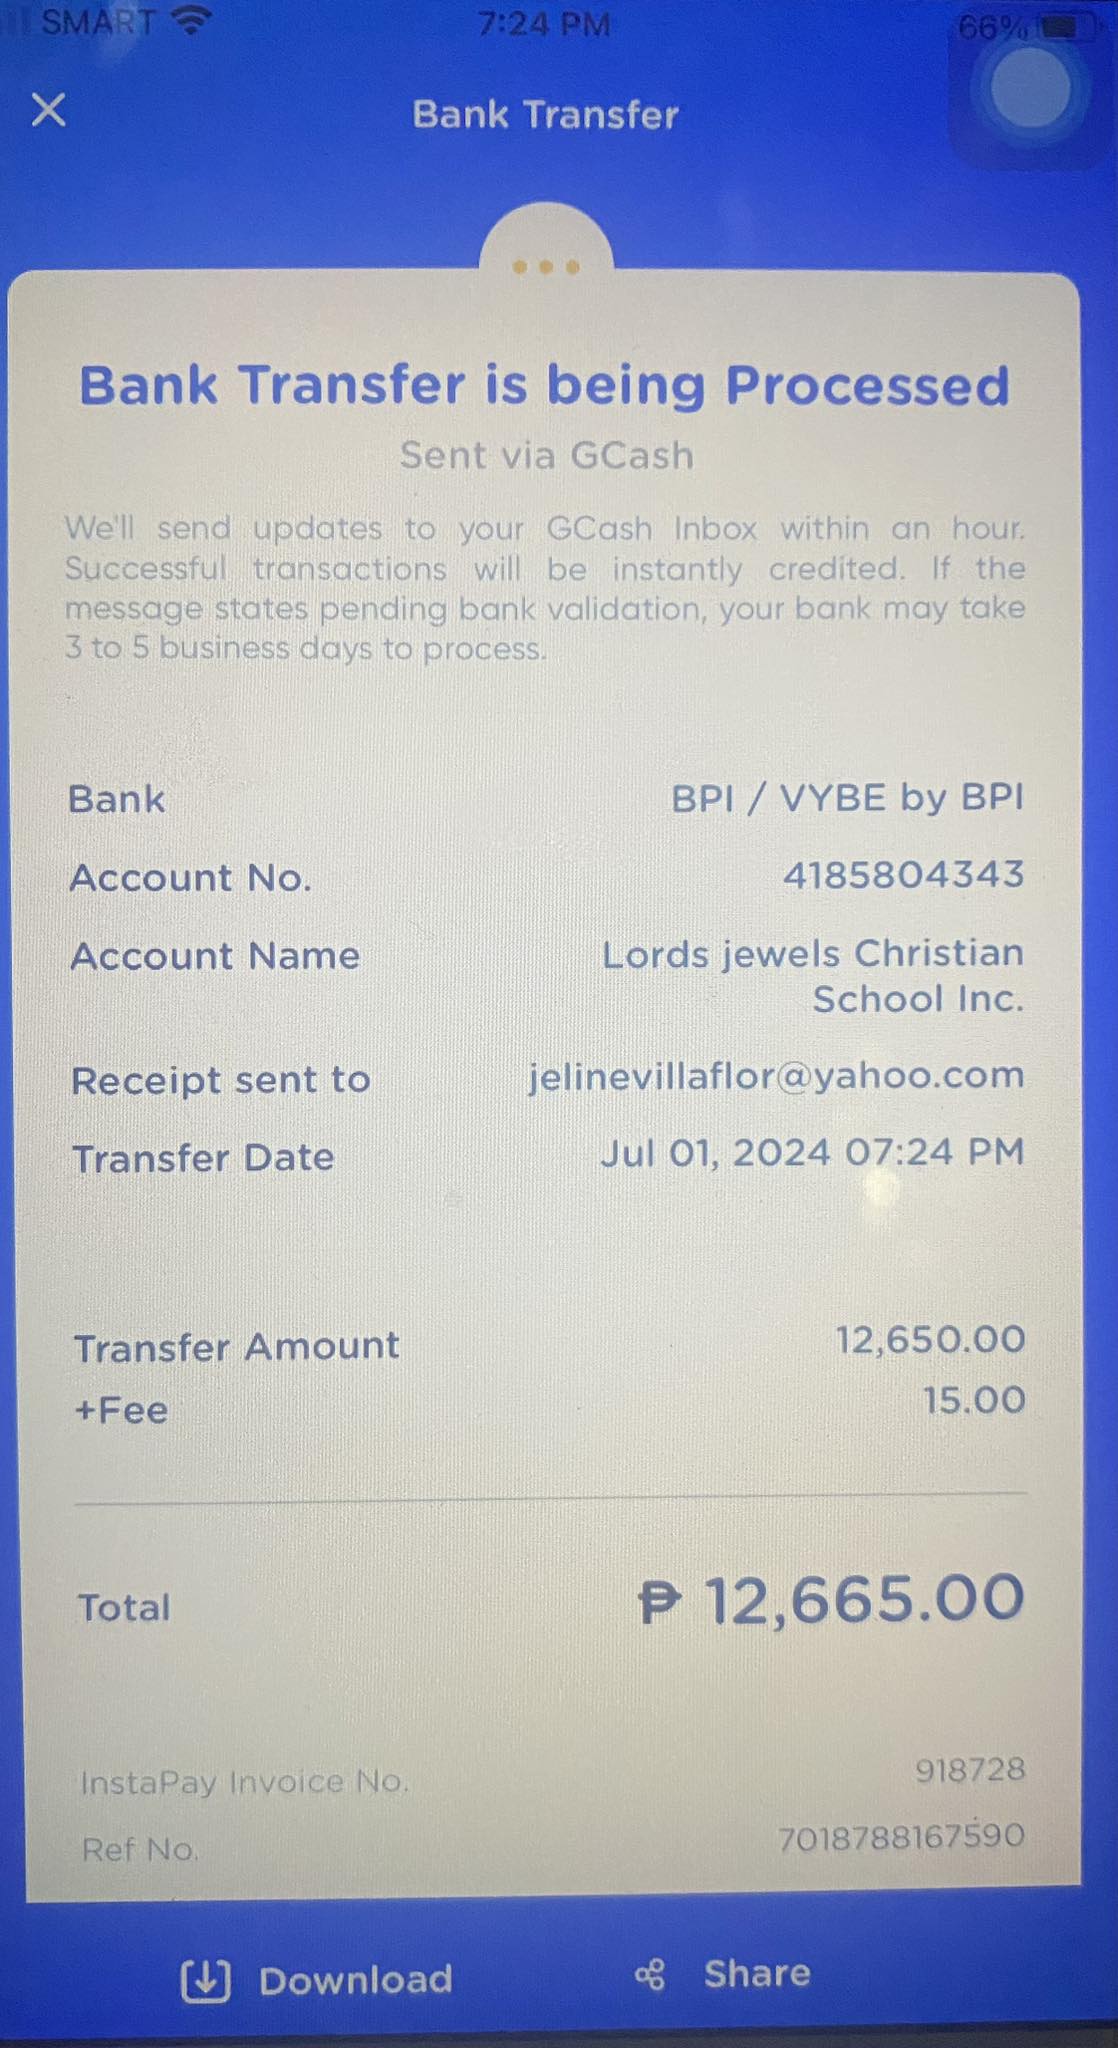 SMART 7:24 PM 66%
Bank Transfer
Bank Transfer is being Processed
Sent via GCash
We'll send updates to your GCash Inbox within an hour.
Successful transactions will be instantly credited. If the
message states pending bank validation, your bank may take
3 to 5 business days to process.
Bank BPI / VYBE by BPI
Account No. 4185804343
Account Name Lords jewels Christian
School Inc.
Receipt sent to jelinevillaflor@yahoo.com
Transfer Date Jul 01, 2024 07:24 PM
Transfer Amount 12,650.00
+Fee 15.00
Total ₱ 12,665.00
InstaPay Invoice No. 918728
Ref No. 7018788167590
Download Share